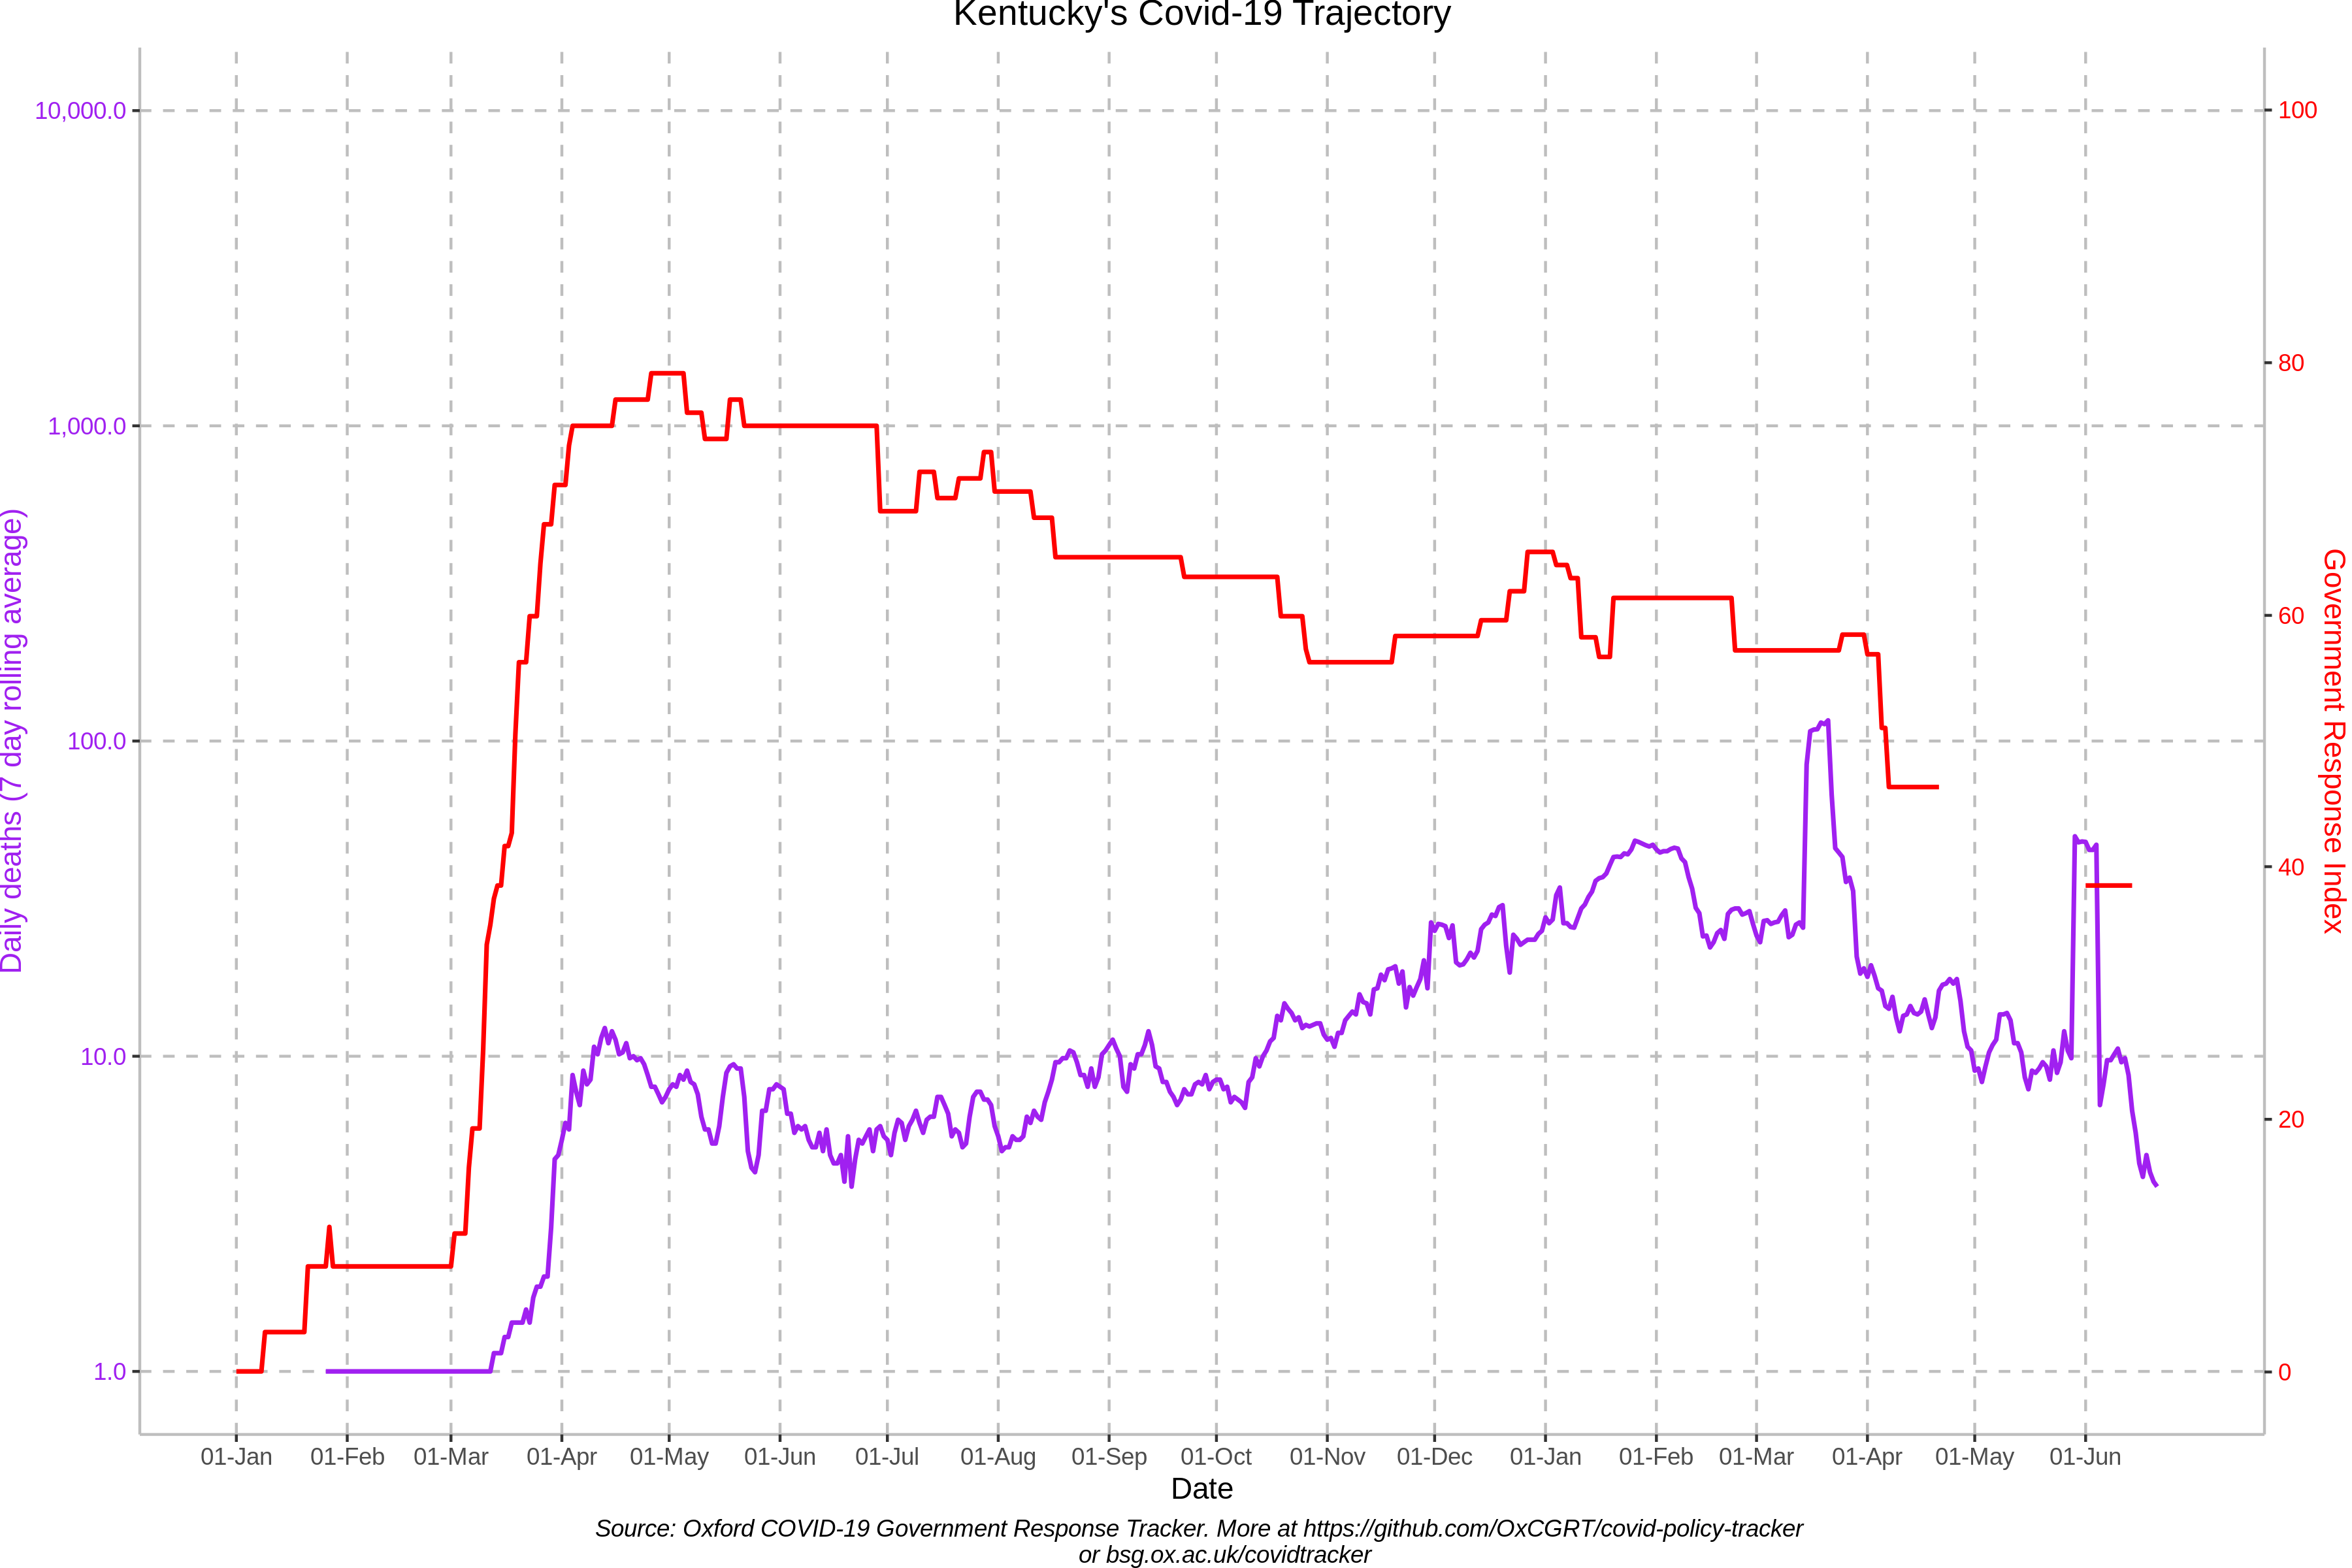 Kentucky's Covid-19 Trajectory
10,000.0
1,000.0
100.0
10.0
1.0
Daily deaths (7 day rolling average)
100
80
60
40
20
0
Government Response Index
01-Jan 01-Feb 01-Mar 01-Apr 01-May 01-Jun 01-Jul 01-Aug 01-Sep 01-Oct 01-Nov 01-Dec 01-Jan 01-Feb 01-Mar 01-Apr 01-May 01-Jun
Date
Source: Oxford COVID-19 Government Response Tracker. More at https://github.com/OxCGRT/covid-policy-tracker
or bsg.ox.ac.uk/covidtracker